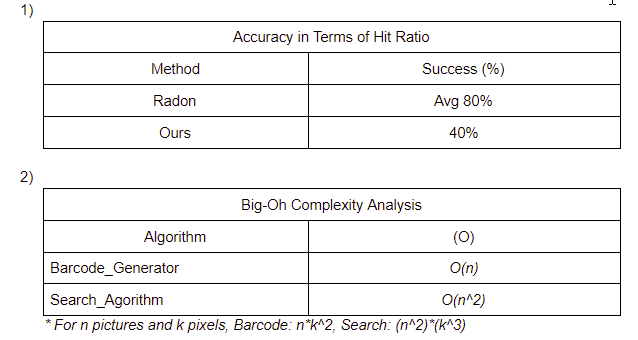 1)
Accuracy in Terms of Hit Ratio
Method Success (%)
Radon Avg 80%
Ours 40%
2)
Big-Oh Complexity Analysis
Algorithm (O)
Barcode_Generator O(n)
Search_Agorithm O(n^2)
* For n pictures and k pixels, Barcode: n*k^2, Search: (n^2)*(k^3)